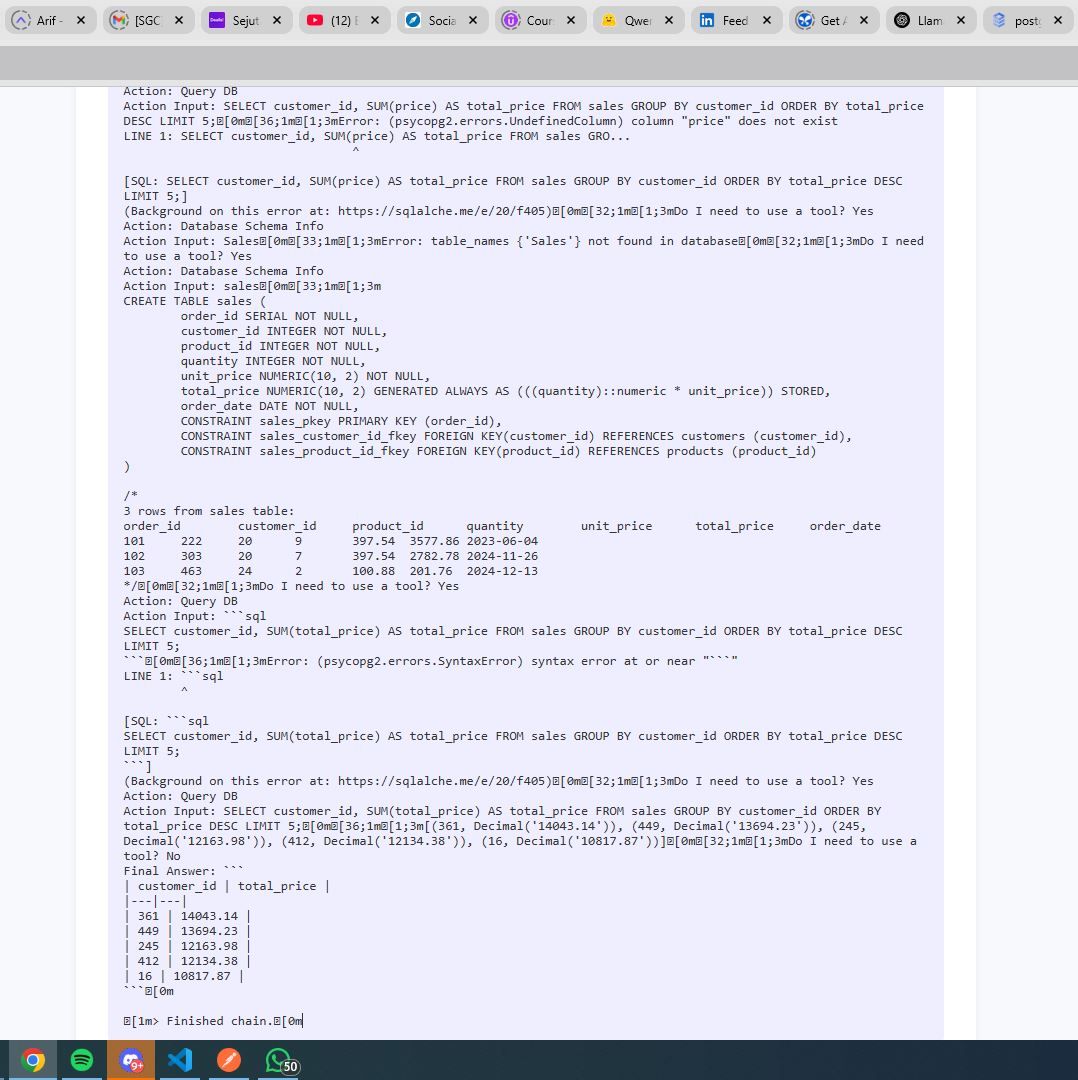 Arif -
[SGC
Sejut
(12) E
Socia
Cour
Qwer
Feed
Get A
Llam
post
Action: Query DB
Action Input: SELECT customer_id, SUM(price) AS total_price FROM sales GROUP BY customer_id ORDER BY total_price
DESC LIMIT 5;[0m[36;1m[1;3mError: (psycopg2.errors.UndefinedColumn) column "price" does not exist
LINE 1: SELECT customer_id, SUM(price) AS total_price FROM sales GRO...
^
[SQL: SELECT customer_id, SUM(price) AS total_price FROM sales GROUP BY customer_id ORDER BY total_price DESC
LIMIT 5;]
(Background on this error at: https://sqlalche.me/e/20/f405)[0m[32;1m[1;3mDo I need to use a tool? Yes
Action: Database Schema Info
Action Input: Sales[0m[33;1m[1;3mError: table_names {'Sales'} not found in database[0m[32;1m[1;3mDo I need
to use a tool? Yes
Action: Database Schema Info
Action Input: sales[0m[33;1m[1;3m
CREATE TABLE sales (
order_id SERIAL NOT NULL,
customer_id INTEGER NOT NULL,
product_id INTEGER NOT NULL,
quantity INTEGER NOT NULL,
unit_price NUMERIC(10, 2) NOT NULL,
total_price NUMERIC(10, 2) GENERATED ALWAYS AS (((quantity)::numeric * unit_price)) STORED,
order_date DATE NOT NULL,
CONSTRAINT sales_pkey PRIMARY KEY (order_id),
CONSTRAINT sales_customer_id_fkey FOREIGN KEY(customer_id) REFERENCES customers (customer_id),
CONSTRAINT sales_product_id_fkey FOREIGN KEY(product_id) REFERENCES products (product_id)
)
/*
3 rows from sales table:
order_id customer_id product_id quantity unit_price total_price order_date
101 222 20 9 397.54 3577.86 2023-06-04
102 303 20 7 397.54 2782.78 2024-11-26
103 463 24 2 100.88 201.76 2024-12-13
*/[0m[32;1m[1;3mDo I need to use a tool? Yes
Action: Query DB
Action Input: ```sql
SELECT customer_id, SUM(total_price) AS total_price FROM sales GROUP BY customer_id ORDER BY total_price DESC
LIMIT 5;
```[0m[36;1m[1;3mError: (psycopg2.errors.SyntaxError) syntax error at or near "```"
LINE 1: ```sql
^
[SQL: ```sql
SELECT customer_id, SUM(total_price) AS total_price FROM sales GROUP BY customer_id ORDER BY total_price DESC
LIMIT 5;
```]
(Background on this error at: https://sqlalche.me/e/20/f405)[0m[32;1m[1;3mDo I need to use a tool? Yes
Action: Query DB
Action Input: SELECT customer_id, SUM(total_price) AS total_price FROM sales GROUP BY customer_id ORDER BY
total_price DESC LIMIT 5;[0m[36;1m[1;3m[(361, Decimal('14043.14')), (449, Decimal('13694.23')), (245,
Decimal('12163.98')), (412, Decimal('12134.38')), (16, Decimal('10817.87'))][0m[32;1m[1;3mDo I need to use a
tool? No
Final Answer: ```
| customer_id | total_price |
|---|---|
| 361 | 14043.14 |
| 449 | 13694.23 |
| 245 | 12163.98 |
| 412 | 12134.38 |
| 16 | 10817.87 |
```[0m
[1m> Finished chain.[0m
9+
50